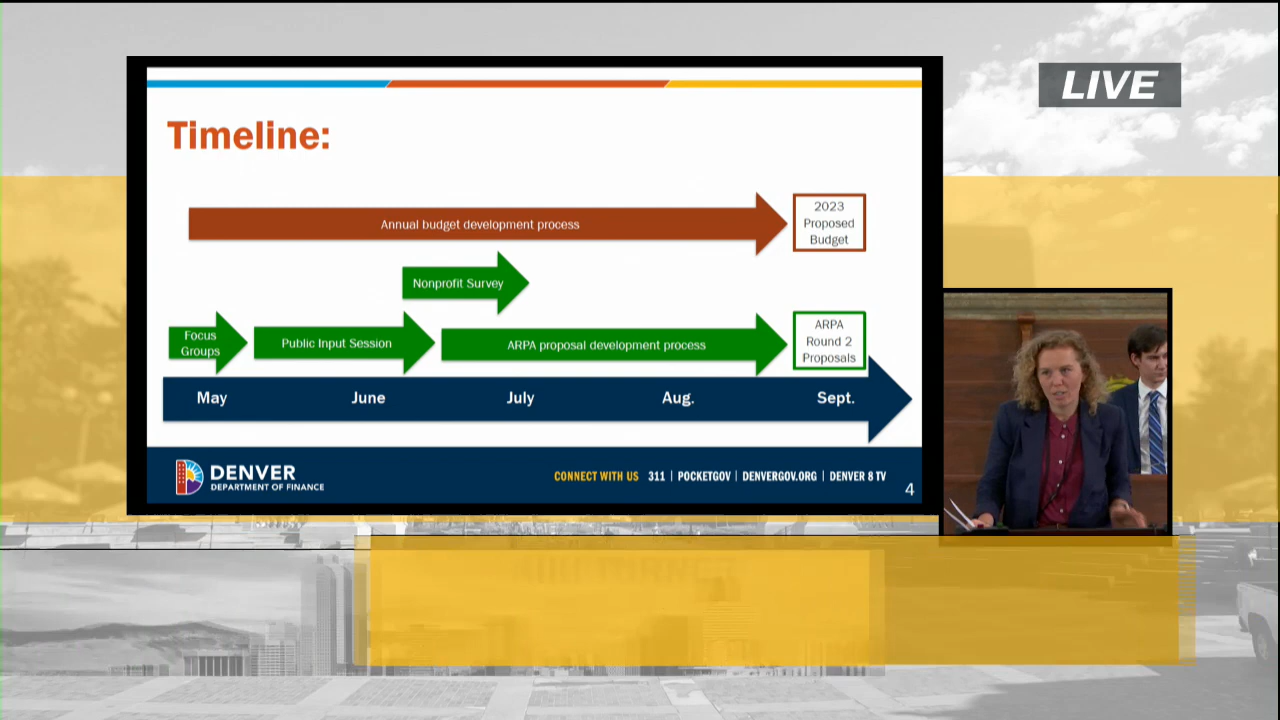 LIVE
Timeline:
Annual budget development process
2023
Proposed
Budget
Nonprofit Survey
Focus
Groups
Public Input Session
ARPA proposal development process
ARPA
Round 2
Proposals
May June July Aug. Sept.
DENVER
DEPARTMENT OF FINANCE
CONNECT WITH US 311 | POCKETGOV | DENVERGOV.ORG | DENVER 8 TV
4